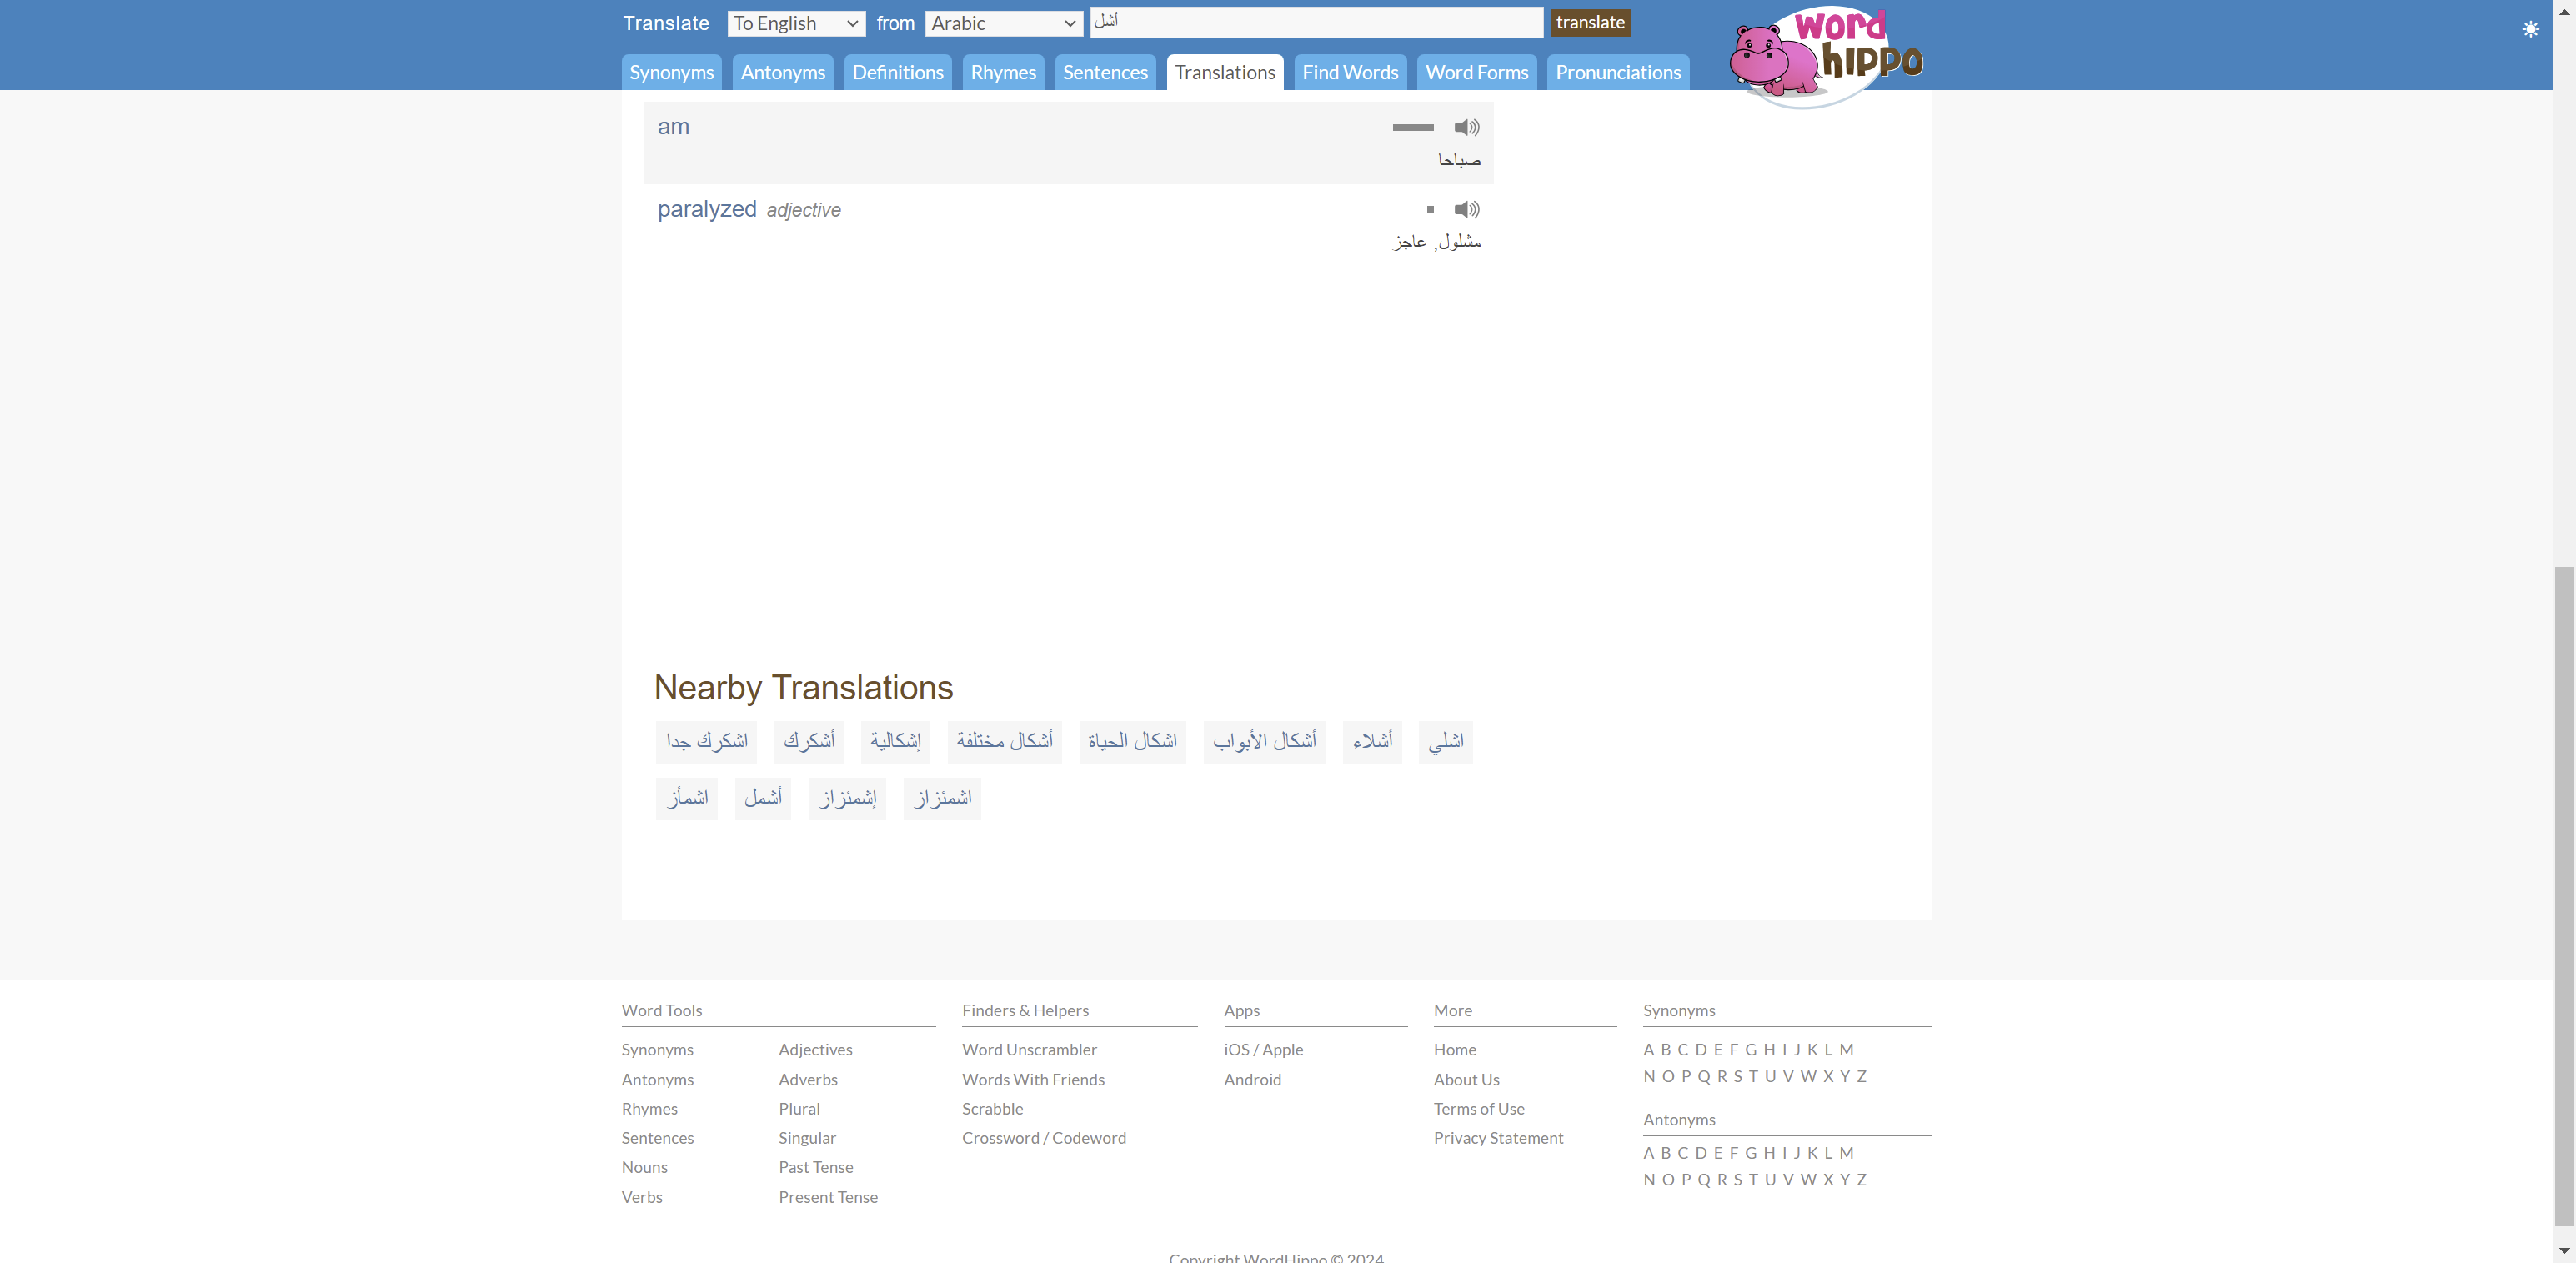 Translate To English from Arabic أشل translate
word hippo
Synonyms Antonyms Definitions Rhymes Sentences Translations Find Words Word Forms Pronunciations
am
صباحا
paralyzed adjective
مشلول, عاجز
Nearby Translations
اشكرك جدا أشكرك إشكالية أشكال مختلفة اشكال الحياة أشكال الأبواب أشلاء اشلي
اشمأز أشمل إشمئزاز اشمئزاز
Word Tools
Synonyms Adjectives
Antonyms Adverbs
Rhymes Plural
Sentences Singular
Nouns Past Tense
Verbs Present Tense
Finders & Helpers
Word Unscrambler
Words With Friends
Scrabble
Crossword / Codeword
Apps
iOS / Apple
Android
More
Home
About Us
Terms of Use
Privacy Statement
Synonyms
A B C D E F G H I J K L M
N O P Q R S T U V W X Y Z
Antonyms
A B C D E F G H I J K L M
N O P Q R S T U V W X Y Z
Copyright WordHippo © 2024